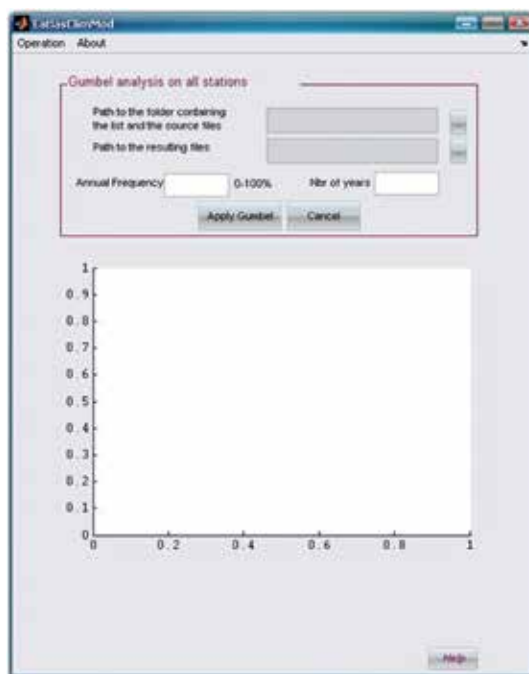 EatlasClimMod
Operation About
Gumbel analysis on all stations
Path to the folder containing
the list and the source files
Path to the resulting files
Annual Frequency 0-100% Nbr of years
Apply Gumbel Cancel
1
0.9
0.8
0.7
0.6
0.5
0.4
0.3
0.2
0.1
0
0 0.2 0.4 0.6 0.8 1
Help